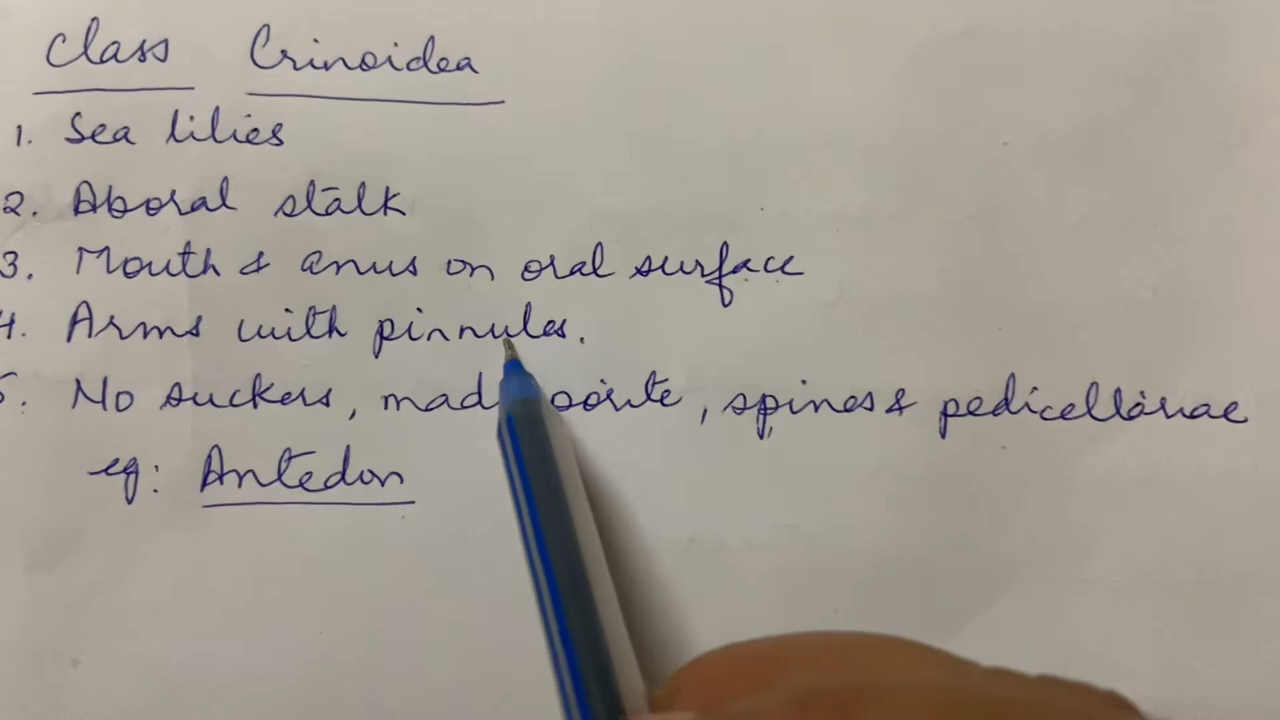 Class Crinoidea
1. Sea lilies
2. Aboral stalk
3. Mouth & anus on oral surface
4. Arms with pinnules.
5. No suckers, , spines & pedicellariae
eg: Antedon